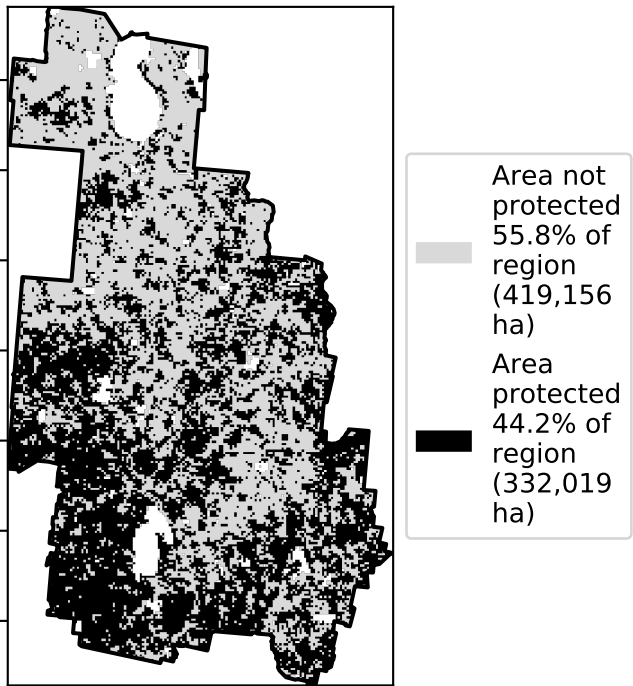 Area not
protected
55.8% of
region
(419,156
ha)
Area
protected
44.2% of
region
(332,019
ha)